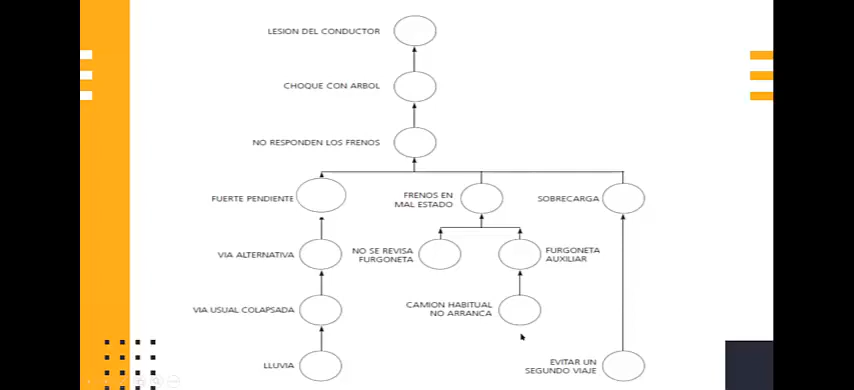 LESION DEL CONDUCTOR
CHOQUE CON ARBOL
NO RESPONDEN LOS FRENOS
FUERTE PENDIENTE
FRENOS EN
MAL ESTADO
SOBRECARGA
VIA ALTERNATIVA
NO SE REVISA
FURGONETA
FURGONETA
AUXILIAR
VIA USUAL COLAPSADA
CAMION HABITUAL
NO ARRANCA
LLUVIA
EVITAR UN
SEGUNDO VIAJE